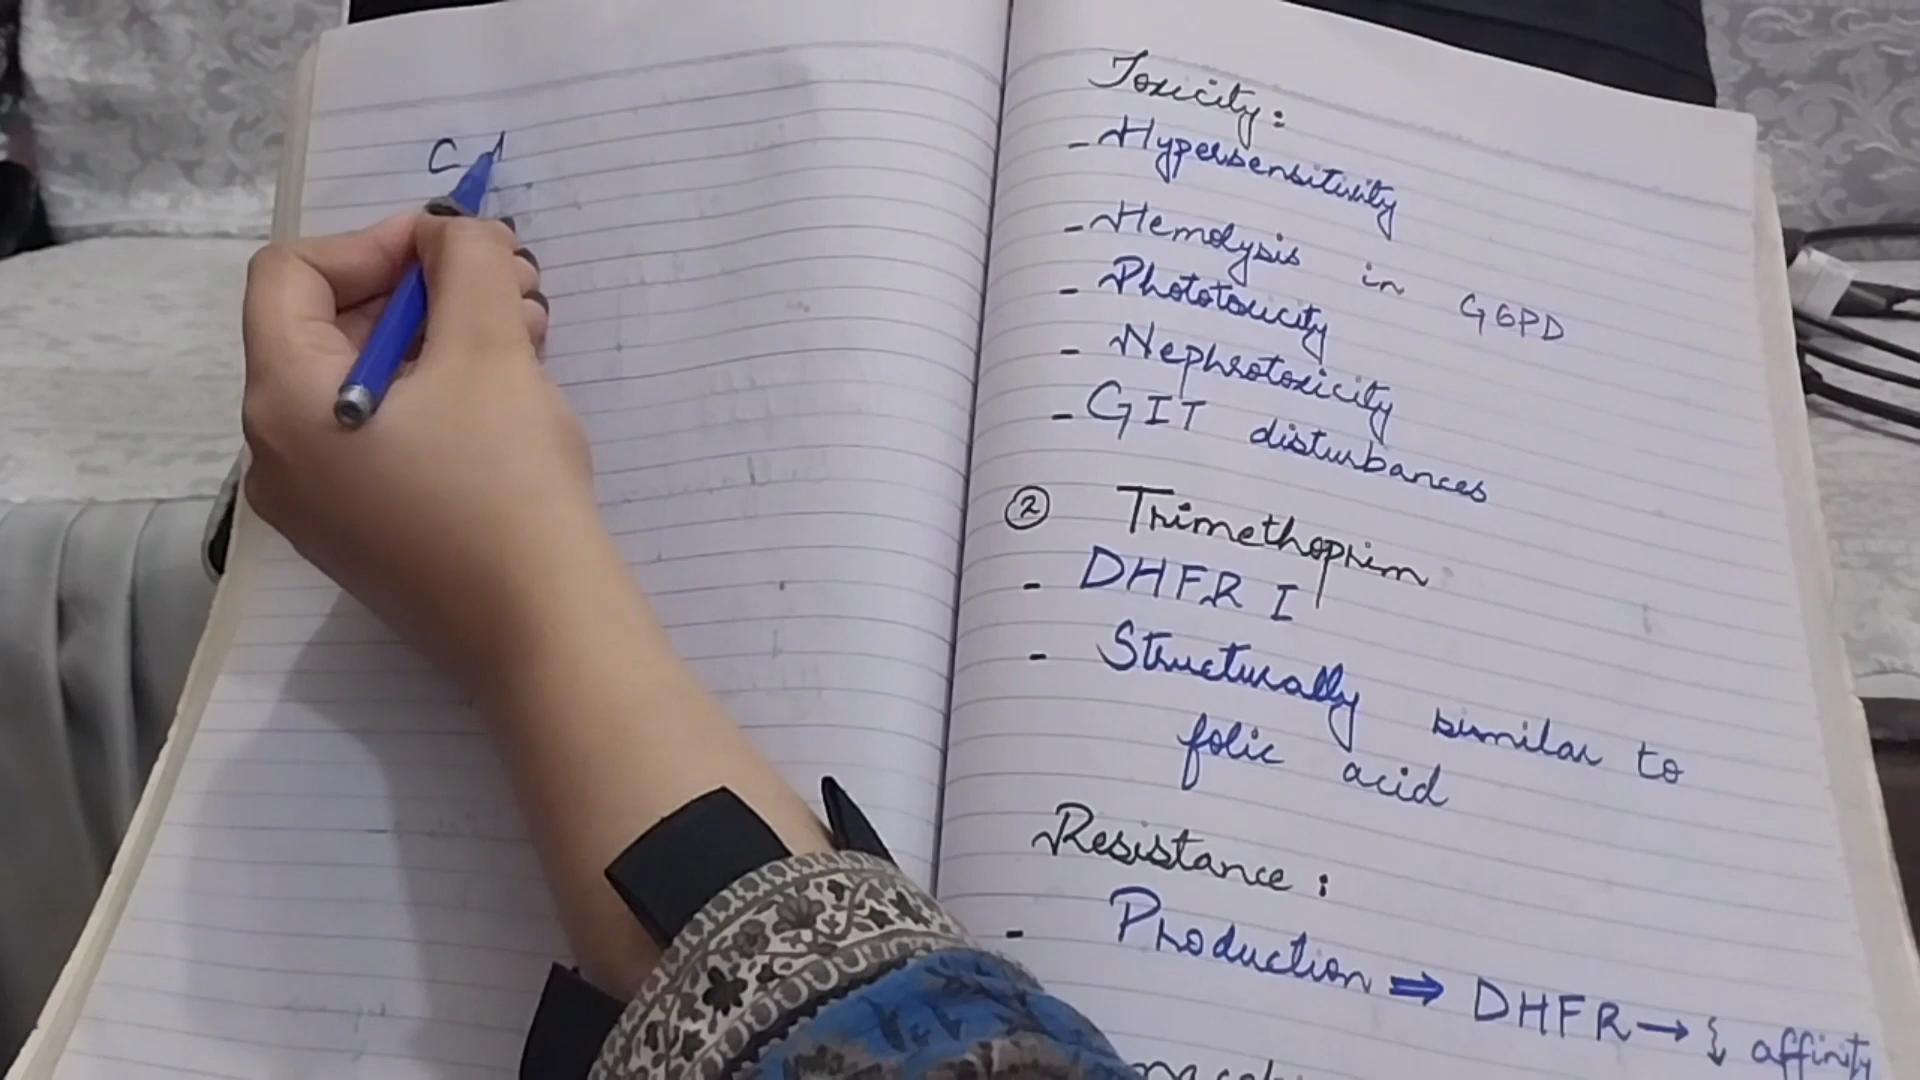 C
Toxicity:
- Hypersensitivity
- Hemolysis in G6PD
- Phototoxicity
- Nephrotoxicity
- GIT disturbances
② Trimethoprim
- DHFR I
- Structurally similar to
folic acid
Resistance:
- Production ⇒ DHFR → ↓ affinity